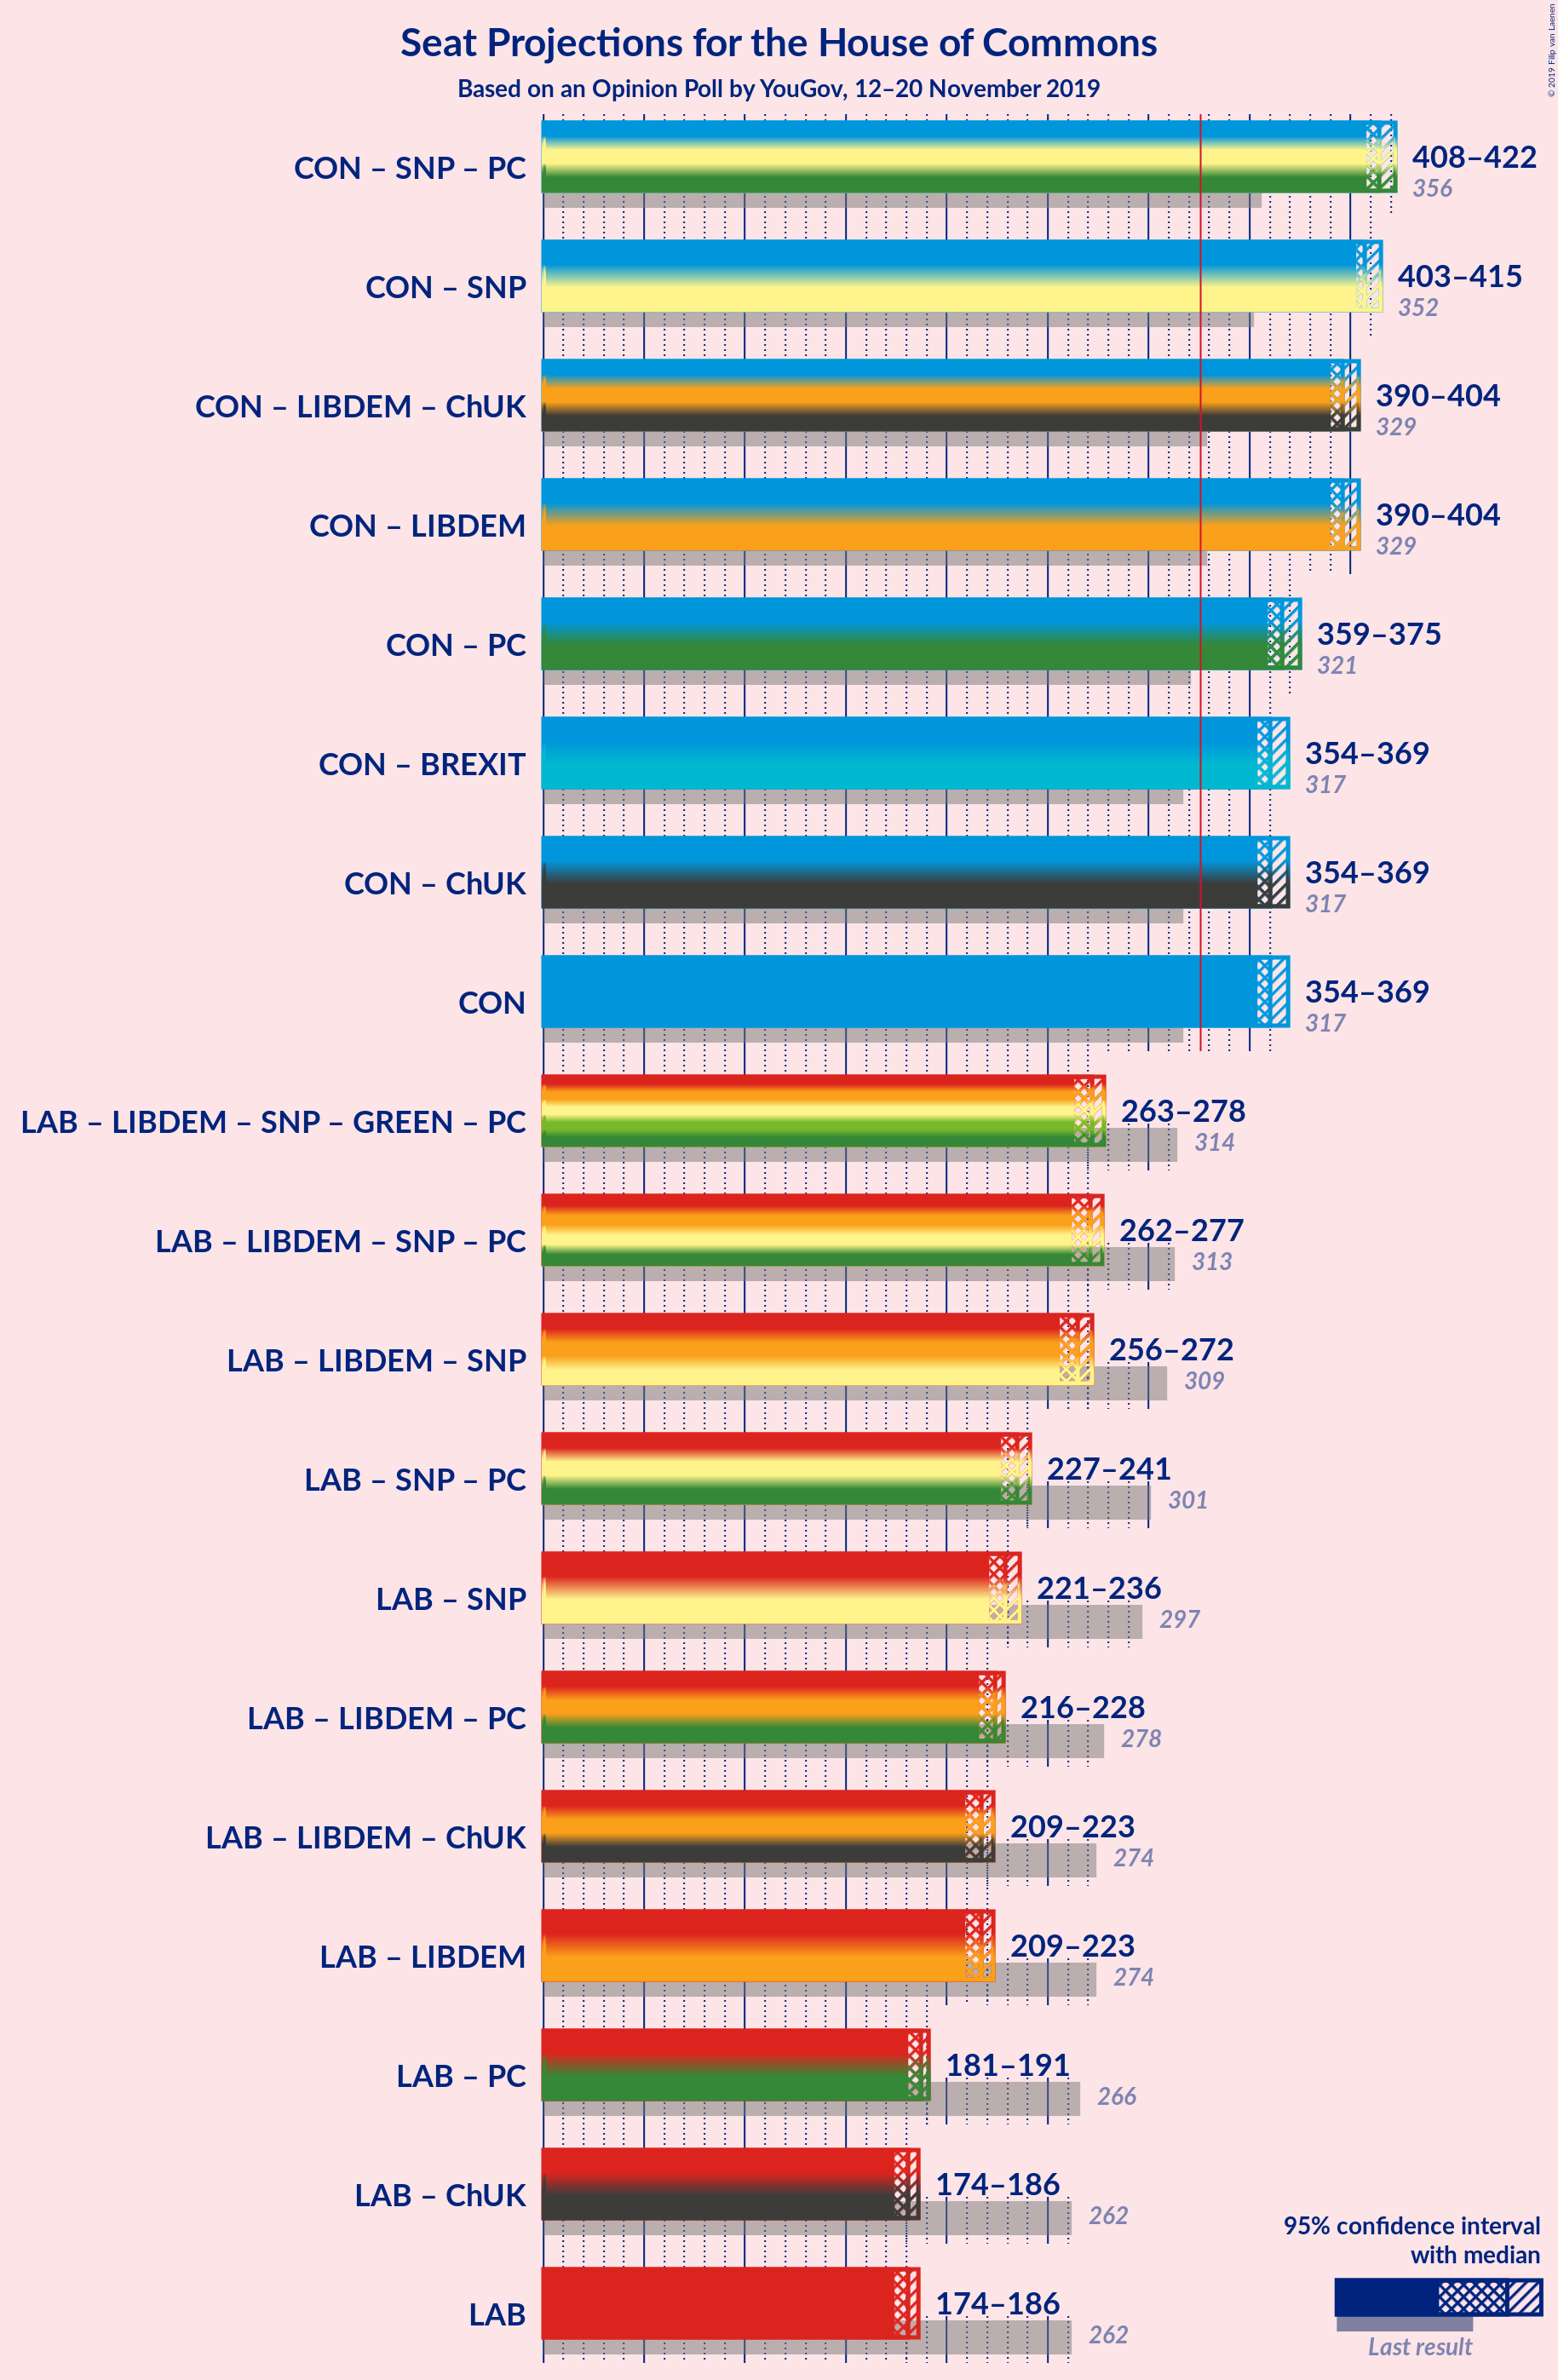 Seat Projections for the House of Commons
Based on an Opinion Poll by YouGov, 12–20 November 2019
© 2019 Filip van Laenen
CON – SNP – PC
408–422
356
CON – SNP
403–415
352
CON – LIBDEM – ChUK
390–404
329
CON – LIBDEM
390–404
329
CON – PC
359–375
321
CON – BREXIT
354–369
317
CON – ChUK
354–369
317
CON
354–369
317
LAB – LIBDEM – SNP – GREEN – PC
263–278
314
LAB – LIBDEM – SNP – PC
262–277
313
LAB – LIBDEM – SNP
256–272
309
LAB – SNP – PC
227–241
301
LAB – SNP
221–236
297
LAB – LIBDEM – PC
216–228
278
LAB – LIBDEM – ChUK
209–223
274
LAB – LIBDEM
209–223
274
LAB – PC
181–191
266
LAB – ChUK
174–186
262
LAB
174–186
262
95% confidence interval
with median
Last result